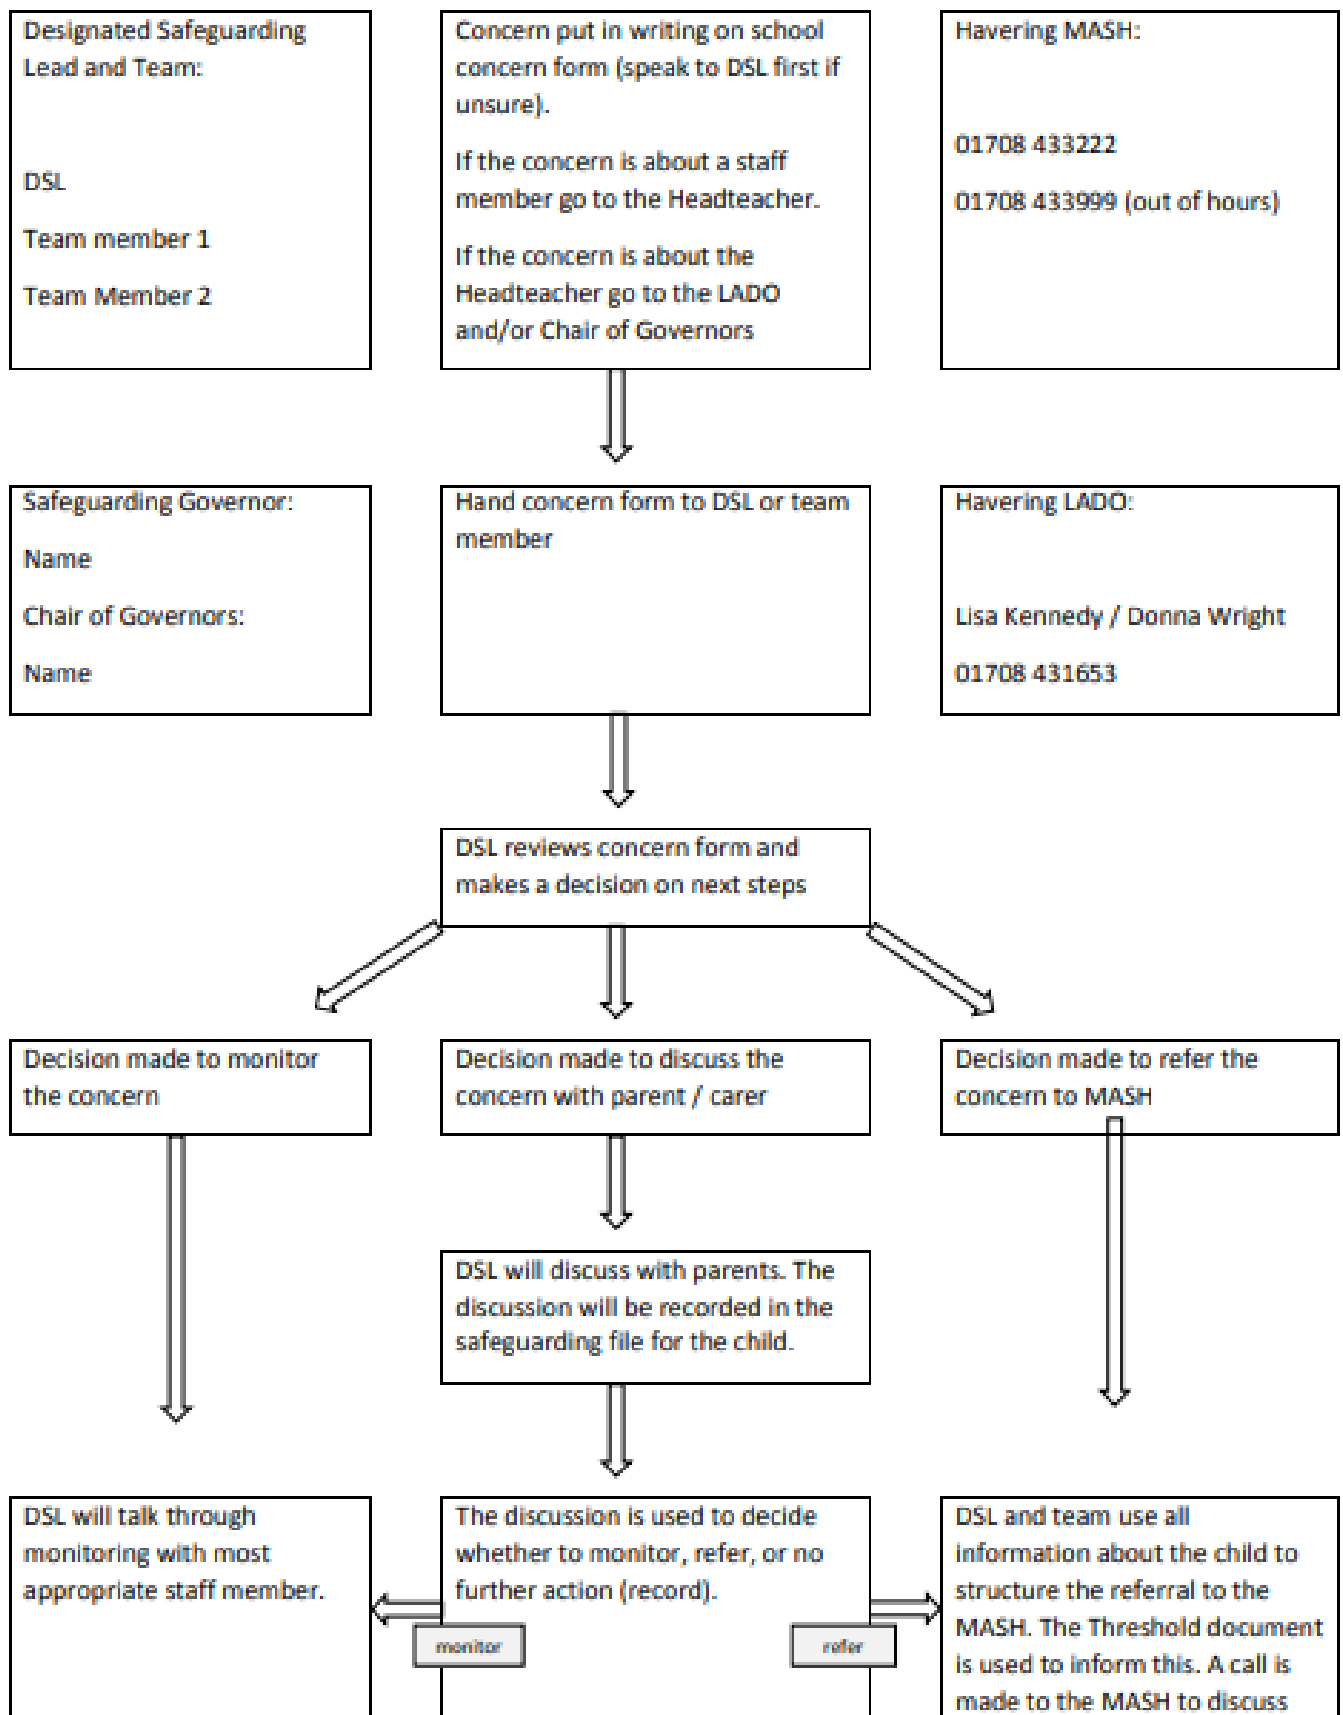 Designated Safeguarding
Lead and Team:
DSL
Team member 1
Team Member 2
Concern put in writing on school
concern form (speak to DSL first if
unsure).
If the concern is about a staff
member go to the Headteacher.
If the concern is about the
Headteacher go to the LADO
and/or Chair of Governors
Havering MASH:
01708 433222
01708 433999 (out of hours)
Safeguarding Governor:
Name
Chair of Governors:
Name
Hand concern form to DSL or team
member
Havering LADO:
Lisa Kennedy / Donna Wright
01708 431653
DSL reviews concern form and
makes a decision on next steps
Decision made to monitor
the concern
Decision made to discuss the
concern with parent / carer
Decision made to refer the
concern to MASH
DSL will discuss with parents. The
discussion will be recorded in the
safeguarding file for the child.
DSL will talk through
monitoring with most
appropriate staff member.
The discussion is used to decide
whether to monitor, refer, or no
further action (record).
monitor
refer
DSL and team use all
information about the child to
structure the referral to the
MASH. The Threshold document
is used to inform this. A call is
made to the MASH to discuss